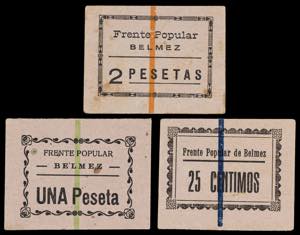 Frente Popular
BELMEZ
2 PESETAS
FRENTE POPULAR
BELMEZ
UNA Peseta
Frente Popular de Belmez
25 CENTIMOS